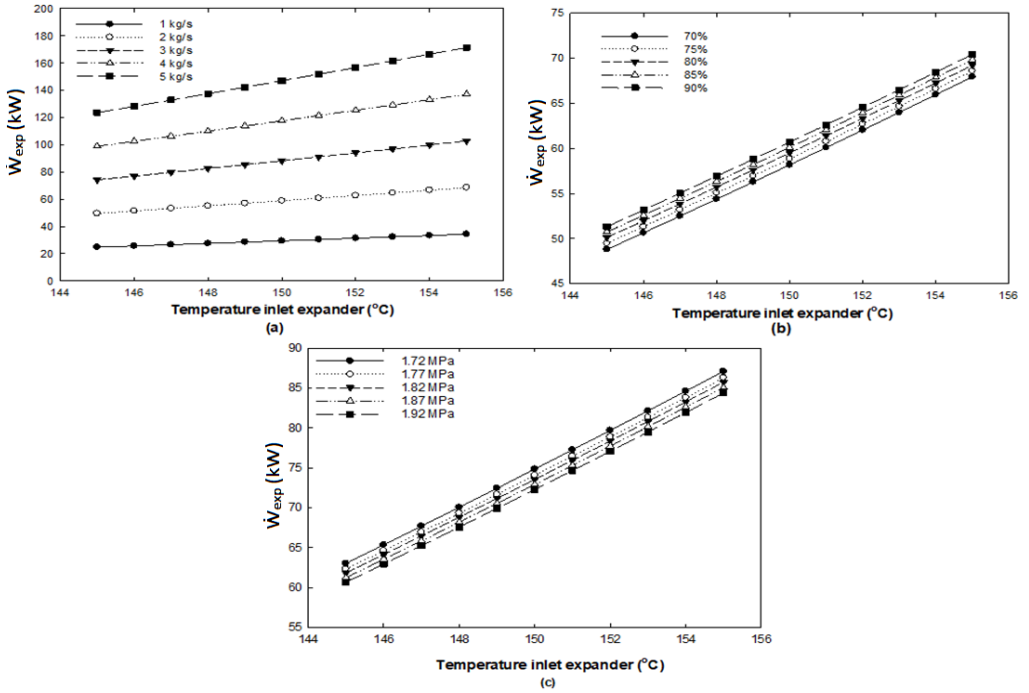 200
180
160
140
120
100
80
60
40
20
0
Ẇexp (kW)
1 kg/s
2 kg/s
3 kg/s
4 kg/s
5 kg/s
144 146 148 150 152 154 156
Temperature inlet expander (°C)
(a)
75
70
65
60
55
50
45
Ẇexp (kW)
70%
75%
80%
85%
90%
144 146 148 150 152 154 156
Temperature inlet expander (°C)
(b)
90
85
80
75
70
65
60
55
Ẇexp (kW)
1.72 MPa
1.77 MPa
1.82 MPa
1.87 MPa
1.92 MPa
144 146 148 150 152 154 156
Temperature inlet expander (°C)
(c)